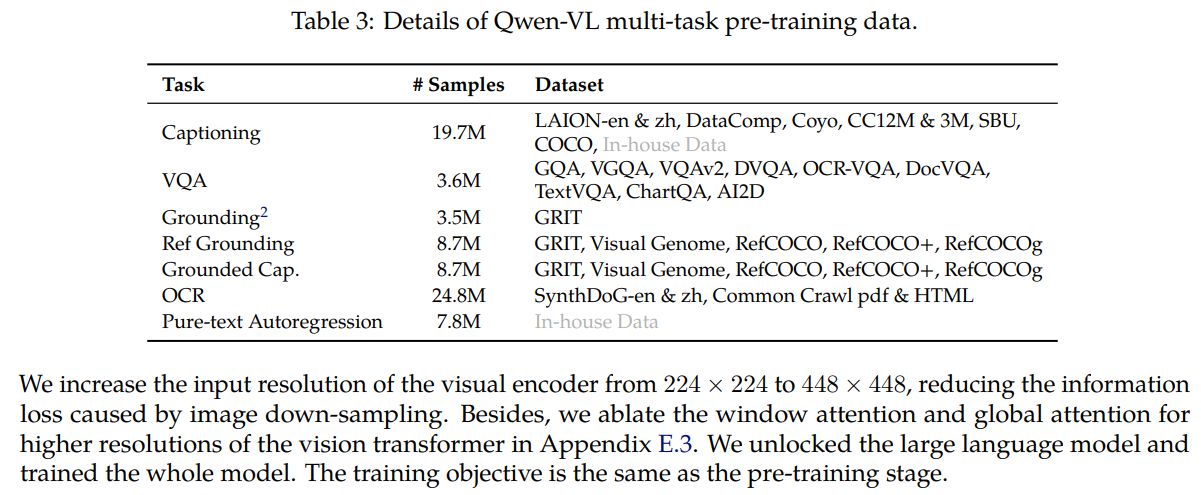 Table 3: Details of Qwen-VL multi-task pre-training data.
Task # Samples Dataset
Captioning 19.7M LAION-en & zh, DataComp, Coyo, CC12M & 3M, SBU,
COCO, In-house Data
VQA 3.6M GQA, VGQA, VQAv2, DVQA, OCR-VQA, DocVQA,
TextVQA, ChartQA, AI2D
Grounding² 3.5M GRIT
Ref Grounding 8.7M GRIT, Visual Genome, RefCOCO, RefCOCO+, RefCOCOg
Grounded Cap. 8.7M GRIT, Visual Genome, RefCOCO, RefCOCO+, RefCOCOg
OCR 24.8M SynthDoG-en & zh, Common Crawl pdf & HTML
Pure-text Autoregression 7.8M In-house Data
We increase the input resolution of the visual encoder from 224 × 224 to 448 × 448, reducing the information
loss caused by image down-sampling. Besides, we ablate the window attention and global attention for
higher resolutions of the vision transformer in Appendix E.3. We unlocked the large language model and
trained the whole model. The training objective is the same as the pre-training stage.